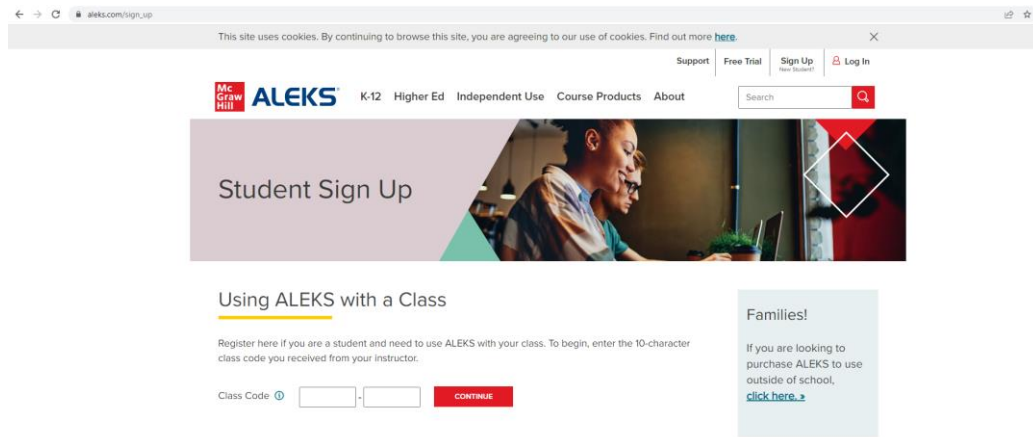 aleks.com/sign_up
This site uses cookies. By continuing to browse this site, you are agreeing to our use of cookies. Find out more here.
Support Free Trial Sign Up Log In
New Student?
Mc
Graw
Hill
ALEKS K-12 Higher Ed Independent Use Course Products About Search
Student Sign Up
Using ALEKS with a Class
Register here if you are a student and need to use ALEKS with your class. To begin, enter the 10-character
class code you received from your instructor.
Class Code - CONTINUE
Families!
If you are looking to
purchase ALEKS to use
outside of school,
click here. »